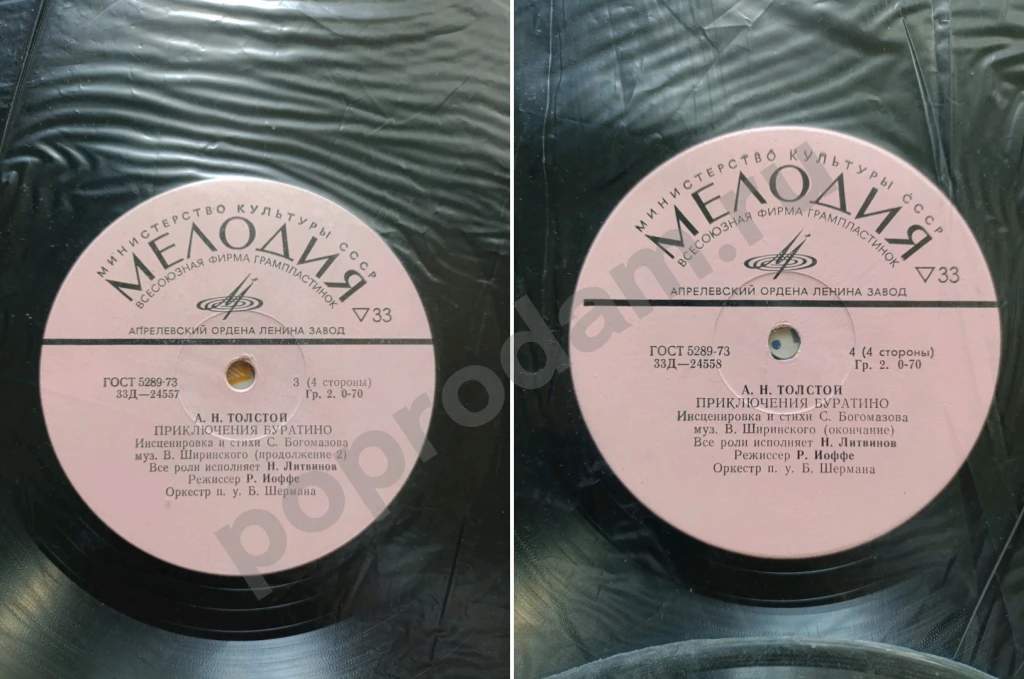 МИНИСТЕРСТВО КУЛЬТУРЫ СССР
МЕЛОДИЯ
ВСЕСОЮЗНАЯ ФИРМА ГРАМПЛАСТИНОК
▽33
АПРЕЛЕВСКИЙ ОРДЕНА ЛЕНИНА ЗАВОД
ГОСТ 5289-73
33Д—24557
3 (4 стороны)
Гр. 2. 0-70
А. Н. ТОЛСТОЙ
ПРИКЛЮЧЕНИЯ БУРАТИНО
Инсценировка и стихи С. Богомазова
муз. В. Ширинского (продолжение 2)
Все роли исполняет Н. Литвинов
Режиссер Р. Иоффе
Оркестр п. у. Б. Шермана
МИНИСТЕРСТВО КУЛЬТУРЫ СССР
МЕЛОДИЯ
ВСЕСОЮЗНАЯ ФИРМА ГРАМПЛАСТИНОК
▽33
АПРЕЛЕВСКИЙ ОРДЕНА ЛЕНИНА ЗАВОД
ГОСТ 5289-73
33Д—24558
4 (4 стороны)
Гр. 2. 0-70
А. Н. ТОЛСТОЙ
ПРИКЛЮЧЕНИЯ БУРАТИНО
Инсценировка и стихи С. Богомазова
муз. В. Ширинского (окончание)
Все роли исполняет Н. Литвинов
Режиссер Р. Иоффе
Оркестр п. у. Б. Шермана
poprodam.ru